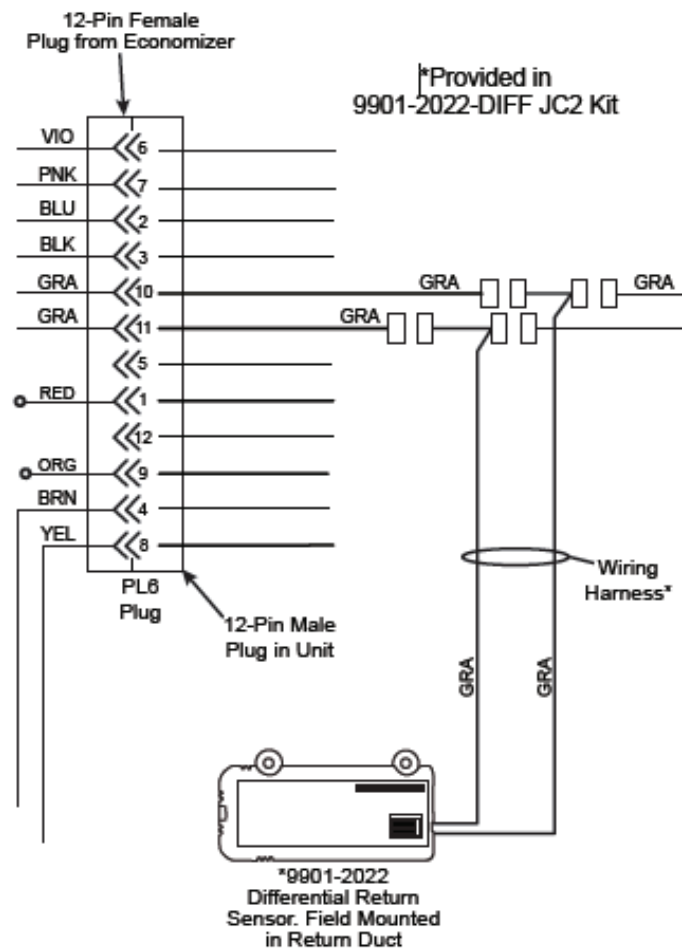 12-Pin Female
Plug from Economizer
*Provided in
9901-2022-DIFF JC2 Kit
VIO
6
PNK
7
BLU
2
BLK
3
GRA
10
GRA
GRA
GRA
11
GRA
5
RED
1
12
ORG
9
BRN
4
YEL
8
PL6
Plug
12-Pin Male
Plug in Unit
Wiring
Harness*
GRA
GRA
*9901-2022
Differential Return
Sensor. Field Mounted
in Return Duct